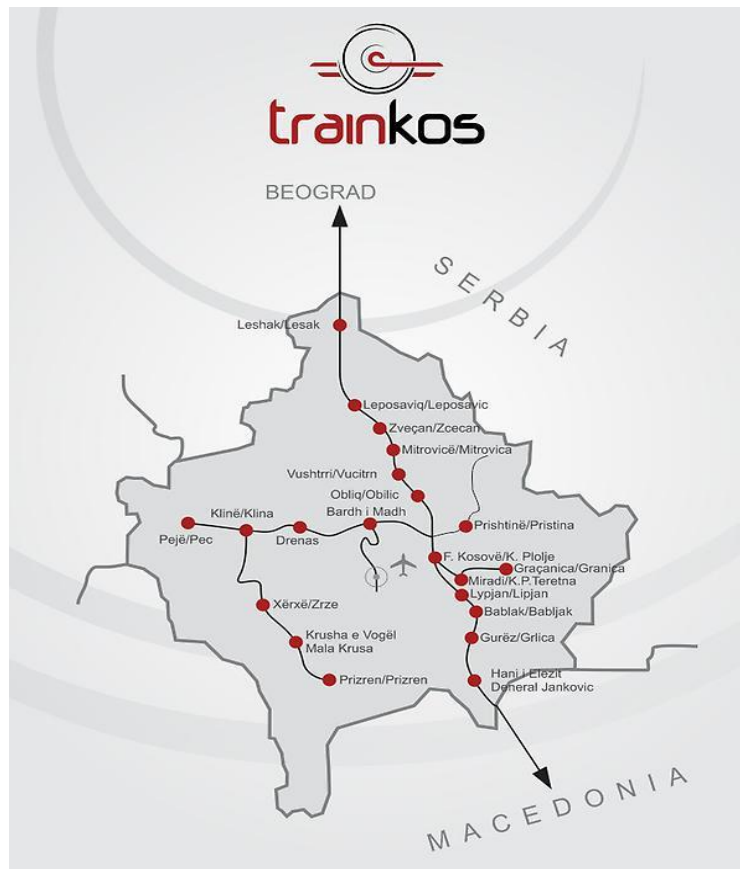 trainkos
BEOGRAD
SERBIA
Leshak/Lesak
Leposaviq/Leposavic
Zveçan/Zcecan
Mitrovicë/Mitrovica
Vushtrri/Vucitrn
Obliq/Obilic
Klinë/Klina
Bardh i Madh
Pejë/Pec
Drenas
Prishtinë/Pristina
F. Kosovë/K. Plolje
Graçanica/Granica
Miradi/K.P.Teretna
Lypjan/Lipjan
Xërxë/Zrze
Bablak/Babljak
Krusha e Vogël
Mala Krusa
Gurëz/Grlica
Prizren/Prizren
Hani i Elezit
Deneral Jankovic
MACEDONIA